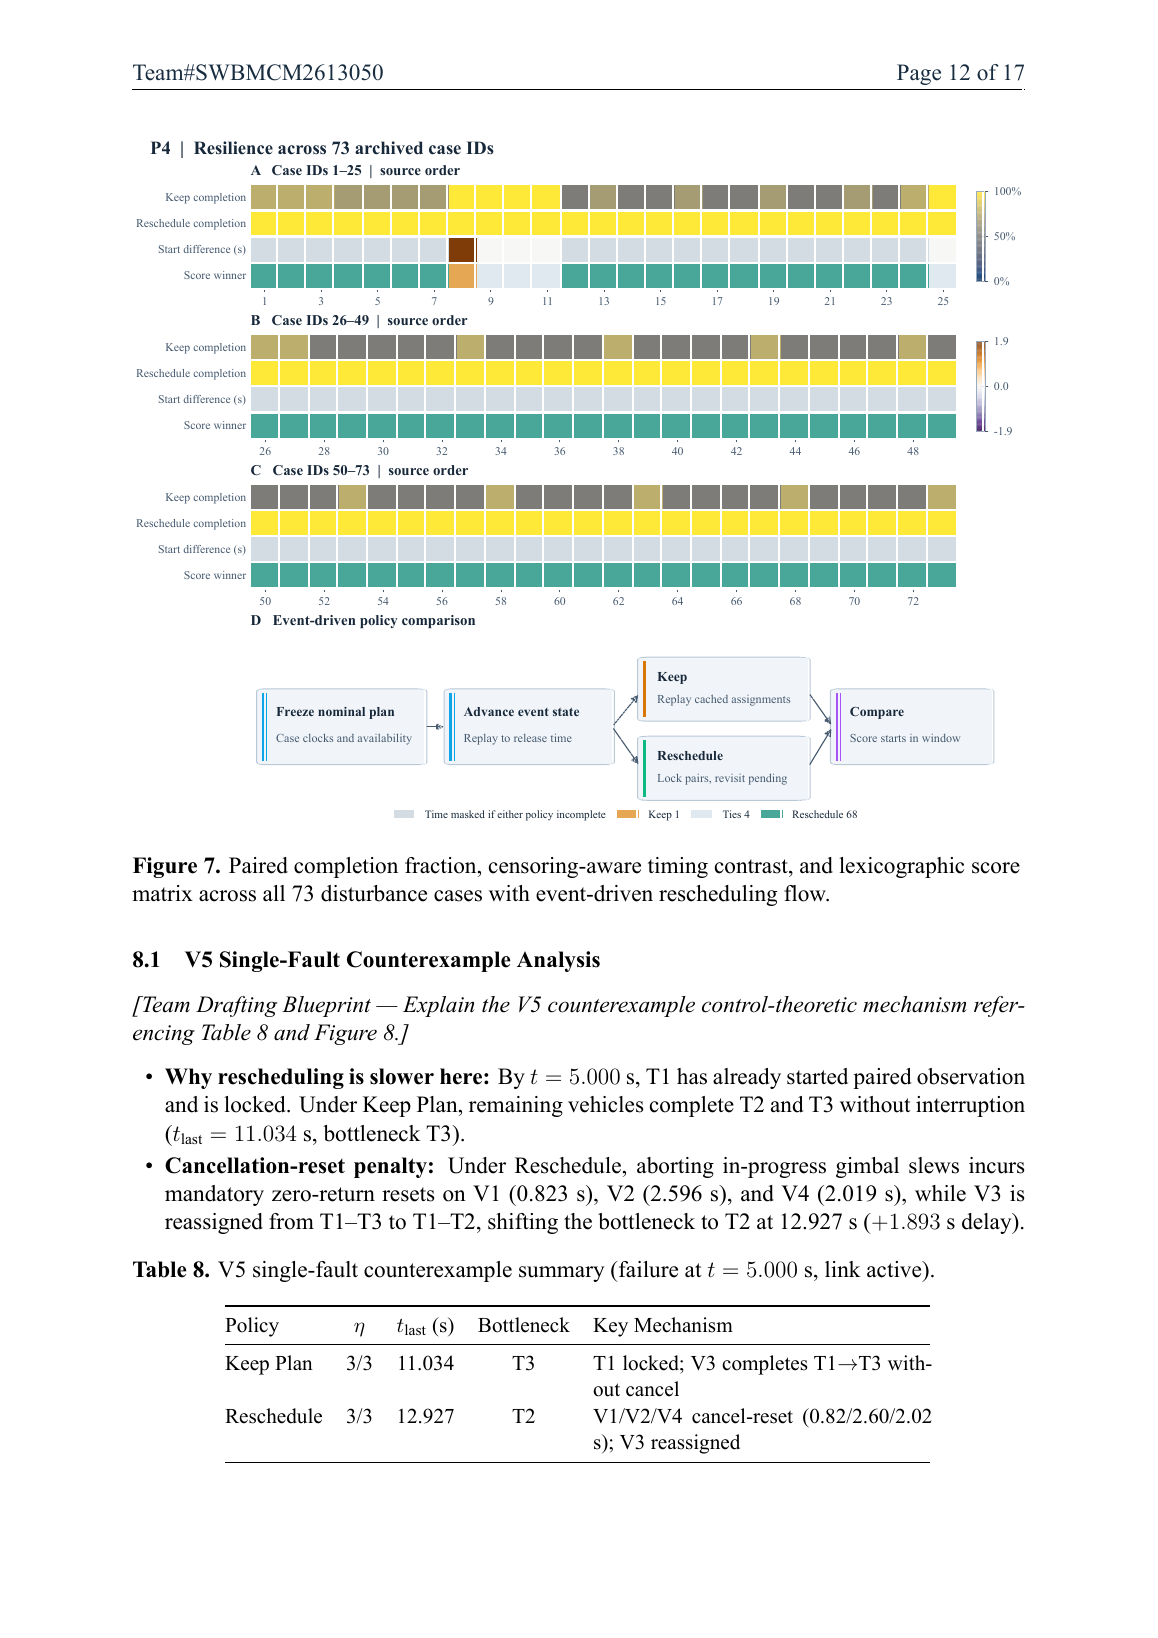 Team#SWBMCM2613050 Page 12 of 17
P4 | Resilience across 73 archived case IDs
A Case IDs 1–25 | source order
Keep completion
Reschedule completion
Start difference (s)
Score winner
1 3 5 7 9 11 13 15 17 19 21 23 25
100%
50%
0%
B Case IDs 26–49 | source order
Keep completion
Reschedule completion
Start difference (s)
Score winner
26 28 30 32 34 36 38 40 42 44 46 48
1.9
0.0
-1.9
C Case IDs 50–73 | source order
Keep completion
Reschedule completion
Start difference (s)
Score winner
50 52 54 56 58 60 62 64 66 68 70 72
D Event-driven policy comparison
Freeze nominal plan
Case clocks and availability
Advance event state
Replay to release time
Keep
Replay cached assignments
Reschedule
Lock pairs, revisit pending
Compare
Score starts in window
Time masked if either policy incomplete Keep 1 Ties 4 Reschedule 68
Figure 7. Paired completion fraction, censoring-aware timing contrast, and lexicographic score
matrix across all 73 disturbance cases with event-driven rescheduling flow.
8.1 V5 Single-Fault Counterexample Analysis
[Team Drafting Blueprint — Explain the V5 counterexample control-theoretic mechanism refer-
encing Table 8 and Figure 8.]
• Why rescheduling is slower here: By t = 5.000 s, T1 has already started paired observation
and is locked. Under Keep Plan, remaining vehicles complete T2 and T3 without interruption
(tlast = 11.034 s, bottleneck T3).
• Cancellation-reset penalty: Under Reschedule, aborting in-progress gimbal slews incurs
mandatory zero-return resets on V1 (0.823 s), V2 (2.596 s), and V4 (2.019 s), while V3 is
reassigned from T1–T3 to T1–T2, shifting the bottleneck to T2 at 12.927 s (+1.893 s delay).
Table 8. V5 single-fault counterexample summary (failure at t = 5.000 s, link active).
Policy η tlast (s) Bottleneck Key Mechanism
Keep Plan 3/3 11.034 T3 T1 locked; V3 completes T1→T3 with-
out cancel
Reschedule 3/3 12.927 T2 V1/V2/V4 cancel-reset (0.82/2.60/2.02
s); V3 reassigned